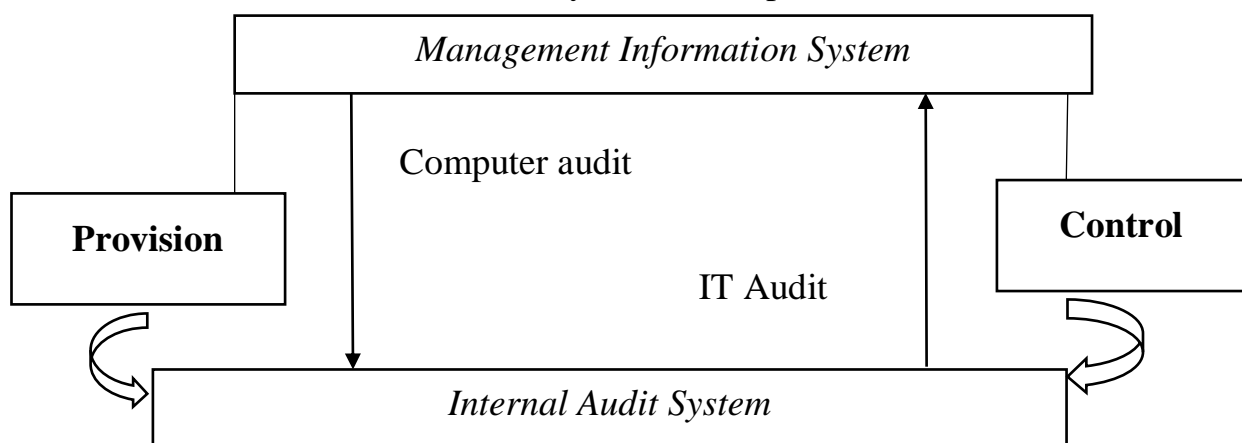 Management Information System
Computer audit
Provision
Control
IT Audit
Internal Audit System